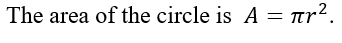 The area of the circle is A = πr².